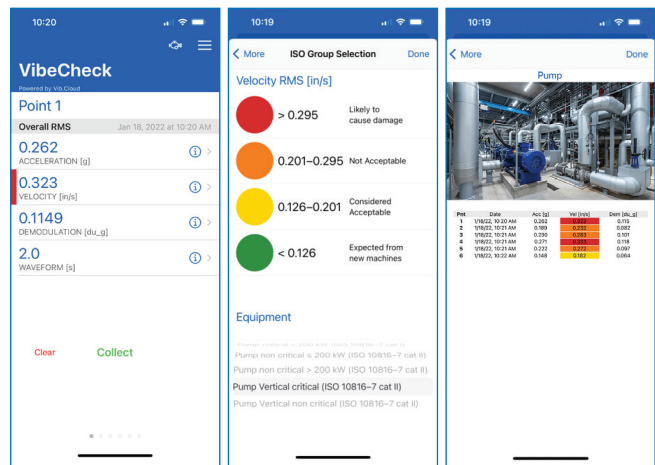 10:20
VibeCheck
Powered by Vib.Cloud
Point 1
Overall RMS Jan 18, 2022 at 10:20 AM
0.262
ACCELERATION [g]
0.323
VELOCITY [in/s]
0.1149
DEMODULATION [du_g]
2.0
WAVEFORM [s]
Clear Collect
10:19
More ISO Group Selection Done
Velocity RMS [in/s]
> 0.295 Likely to
cause damage
0.201–0.295 Not Acceptable
0.126–0.201 Considered
Acceptable
< 0.126 Expected from
new machines
Equipment
Pump non critical ≤ 200 kW (ISO 10816–7 cat II)
Pump non critical > 200 kW (ISO 10816–7 cat II)
Pump Vertical critical (ISO 10816–7 cat II)
Pump Vertical non critical (ISO 10816–7 cat II)
10:19
More Done
Pump
Pnt Date Acc [g] Vel [in/s] Dem [du_g]
1 1/18/22, 10:20 AM 0.262 0.323 0.115
2 1/18/22, 10:21 AM 0.189 0.232 0.082
3 1/18/22, 10:21 AM 0.230 0.283 0.101
4 1/18/22, 10:21 AM 0.271 0.118
5 1/18/22, 10:21 AM 0.222 0.272 0.097
6 1/18/22, 10:22 AM 0.148 0.182 0.064